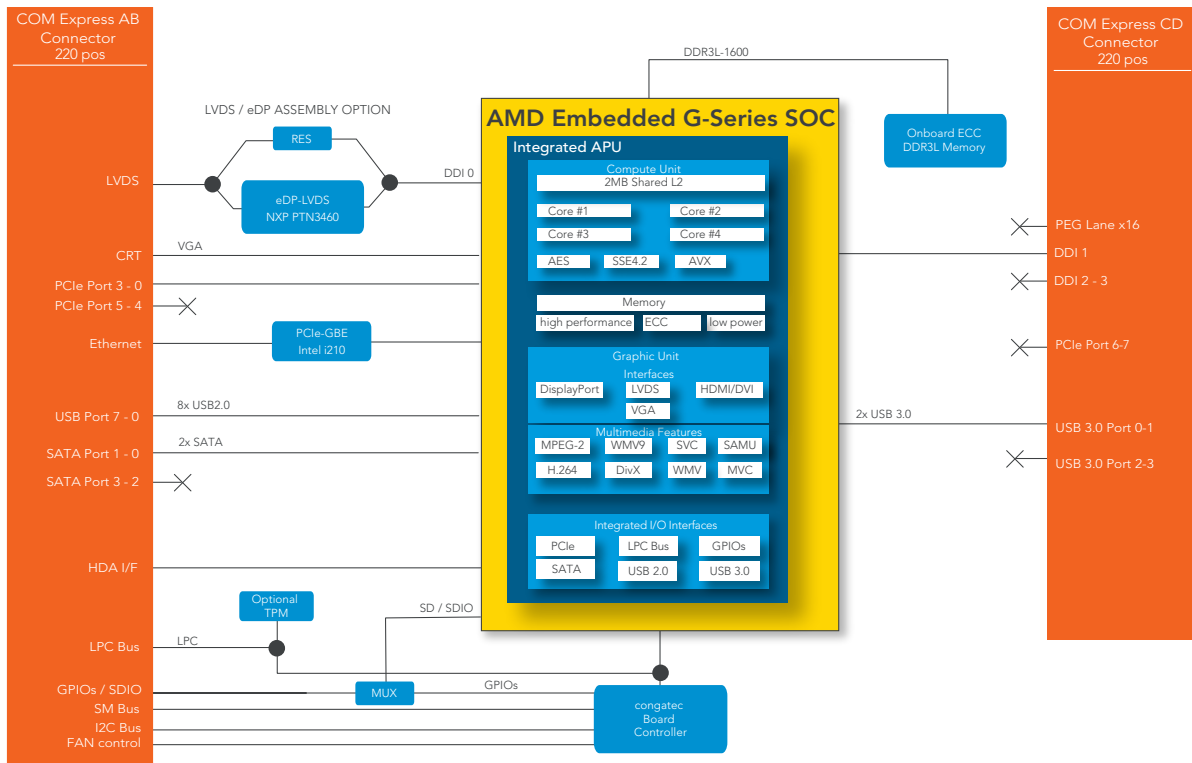 COM Express AB
Connector
220 pos
LVDS
CRT
PCIe Port 3 - 0
PCIe Port 5 - 4
Ethernet
USB Port 7 - 0
SATA Port 1 - 0
SATA Port 3 - 2
HDA I/F
LPC Bus
GPIOs / SDIO
SM Bus
I2C Bus
FAN control
LVDS / eDP ASSEMBLY OPTION
RES
eDP-LVDS
NXP PTN3460
DDI 0
VGA
PCIe-GBE
Intel i210
8x USB2.0
2x SATA
Optional
TPM
SD / SDIO
LPC
MUX
GPIOs
congatec
Board
Controller
DDR3L-1600
AMD Embedded G-Series SOC
Integrated APU
Compute Unit
2MB Shared L2
Core #1 Core #2
Core #3 Core #4
AES SSE4.2 AVX
Memory
high performance ECC low power
Graphic Unit
Interfaces
DisplayPort LVDS HDMI/DVI
VGA
Multimedia Features
MPEG-2 WMV9 SVC SAMU
H.264 DivX WMV MVC
Integrated I/O Interfaces
PCIe LPC Bus GPIOs
SATA USB 2.0 USB 3.0
Onboard ECC
DDR3L Memory
2x USB 3.0
COM Express CD
Connector
220 pos
PEG Lane x16
DDI 1
DDI 2 - 3
PCIe Port 6-7
USB 3.0 Port 0-1
USB 3.0 Port 2-3